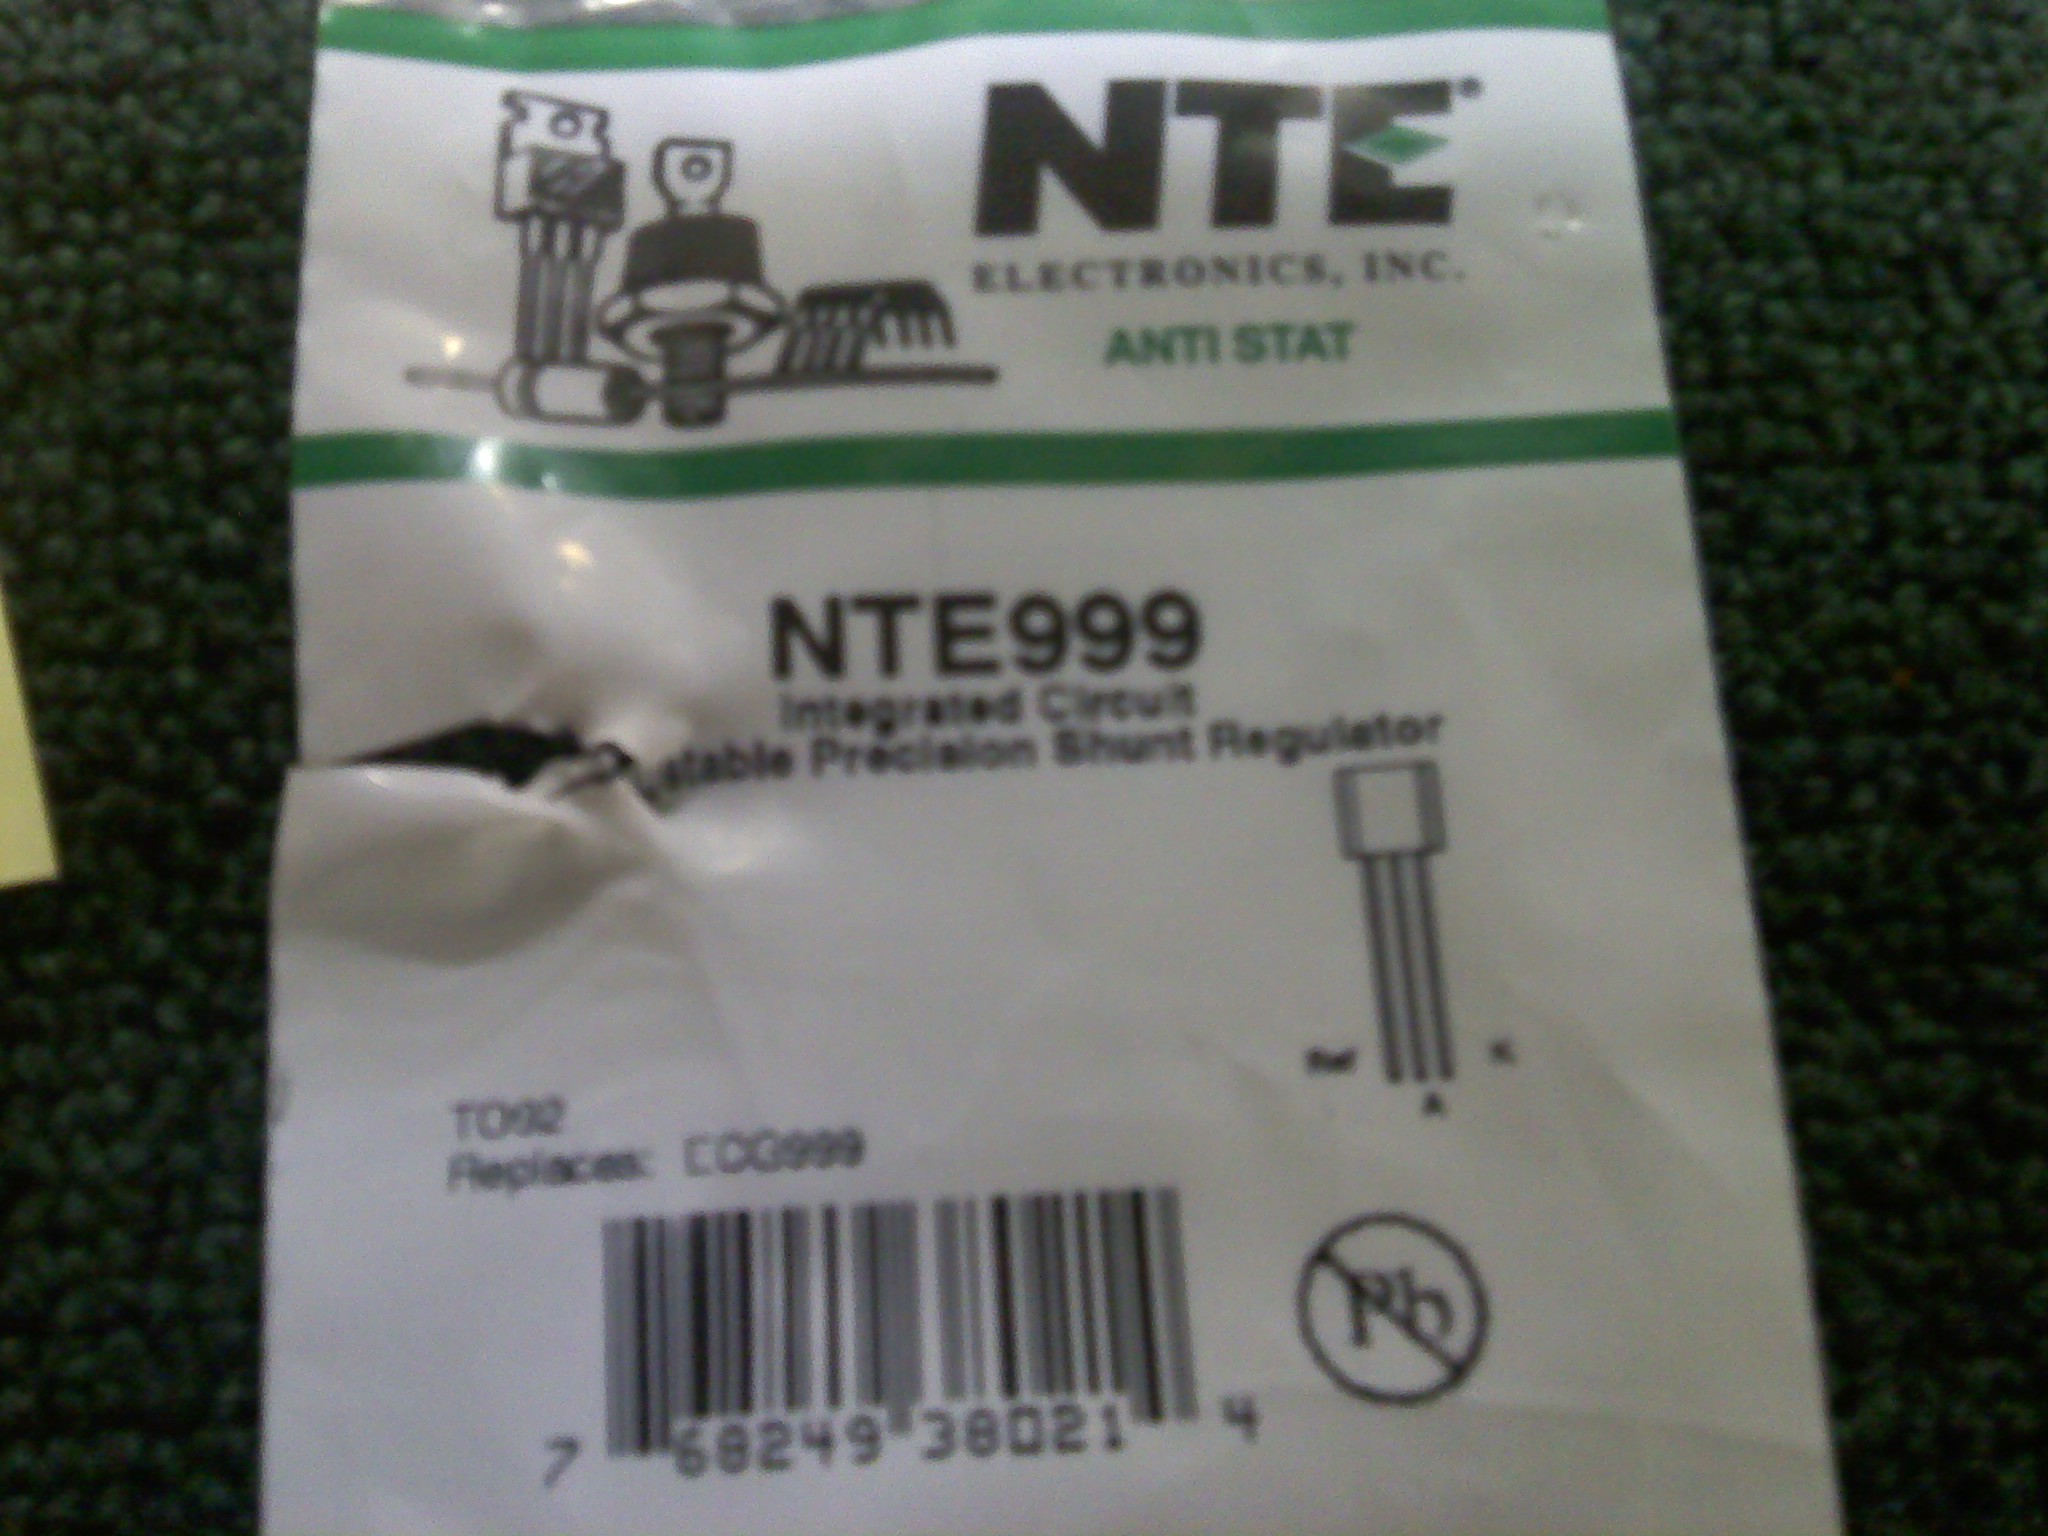 NTE®
ELECTRONICS, INC.
ANTI STAT
NTE999
Integrated Circuit
stable Precision Shunt Regulator
Ref
K
A
TO92
Replaces: ECG999
Pb
7 68249 38021 4